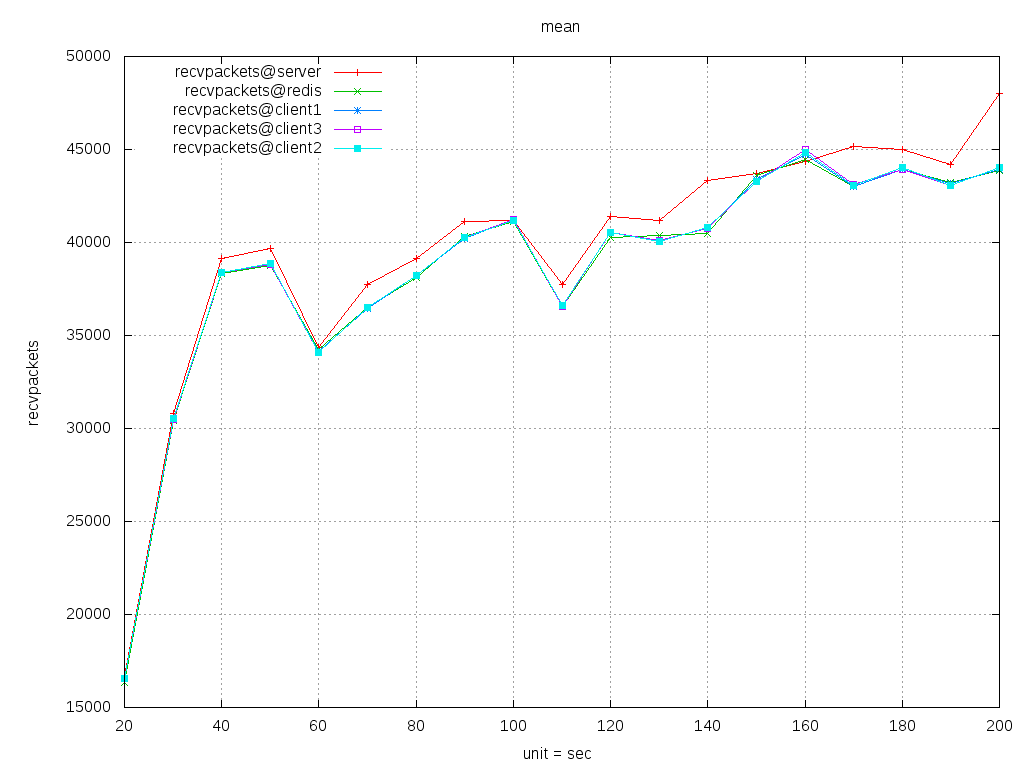 mean
50000
45000
40000
35000
30000
25000
20000
15000
recvpackets
recvpackets@server
recvpackets@redis
recvpackets@client1
recvpackets@client3
recvpackets@client2
20 40 60 80 100 120 140 160 180 200
unit = sec